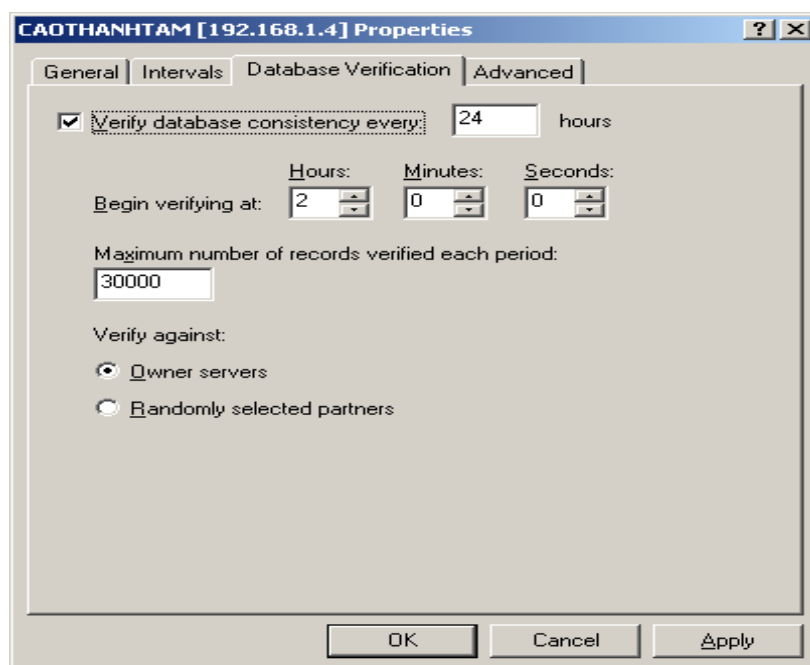 CAOTHANHTAM [192.168.1.4] Properties
General Intervals Database Verification Advanced
Verify database consistency every: 24 hours
Hours: Minutes: Seconds:
Begin verifying at: 2 0 0
Maximum number of records verified each period:
30000
Verify against:
Owner servers
Randomly selected partners
OK Cancel Apply